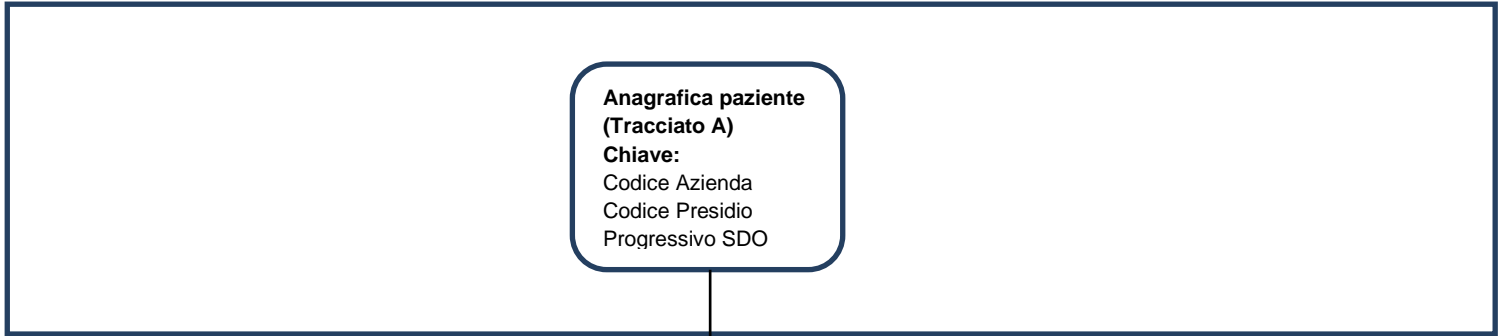 Anagrafica paziente
(Tracciato A)
Chiave:
Codice Azienda
Codice Presidio
Progressivo SDO